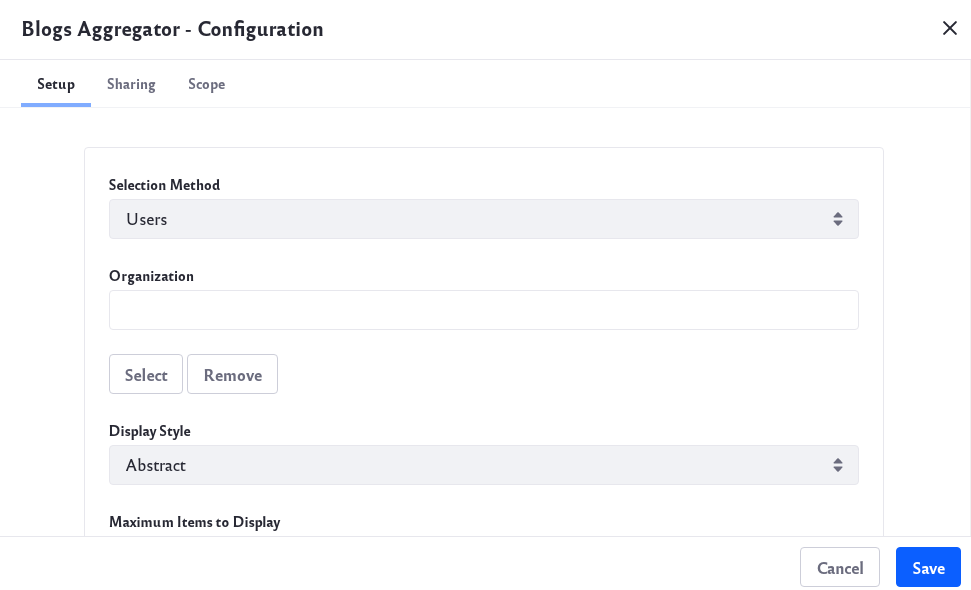 Blogs Aggregator - Configuration
Setup Sharing Scope
Selection Method
Users
Organization
Select Remove
Display Style
Abstract
Maximum Items to Display
Cancel Save